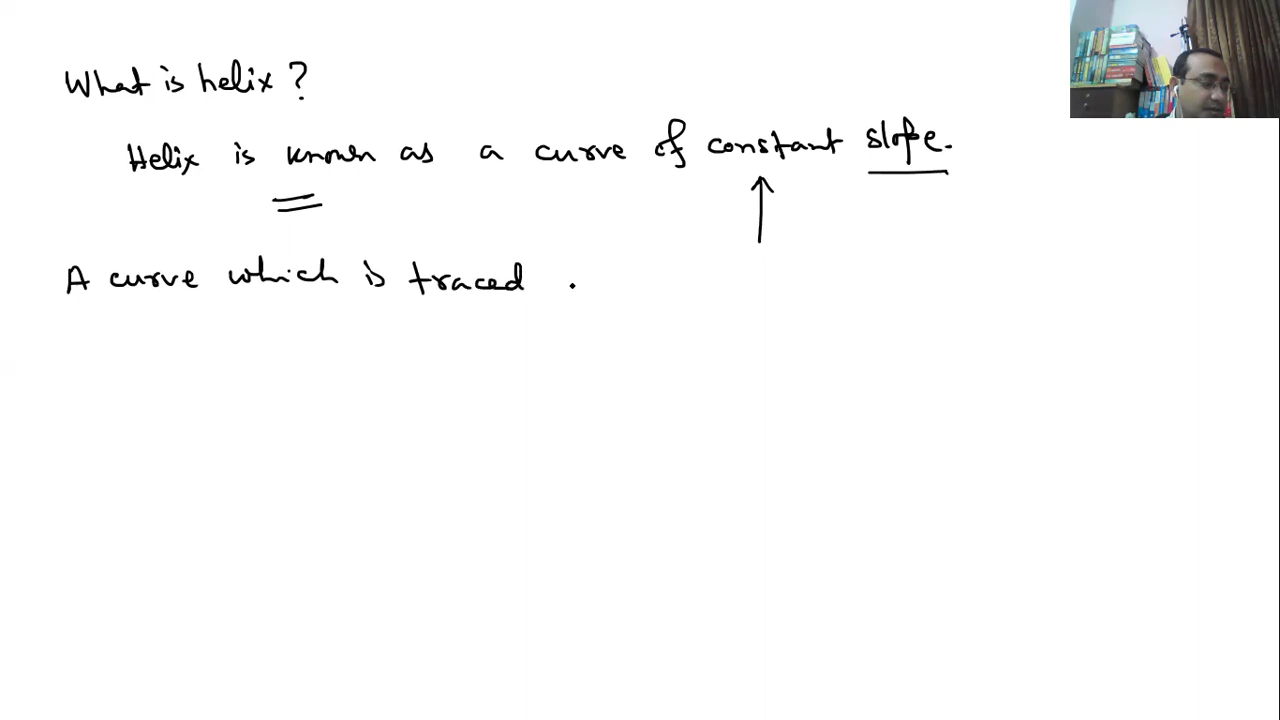 What is helix?
Helix is known as a curve of constant slope.
A curve which is traced .